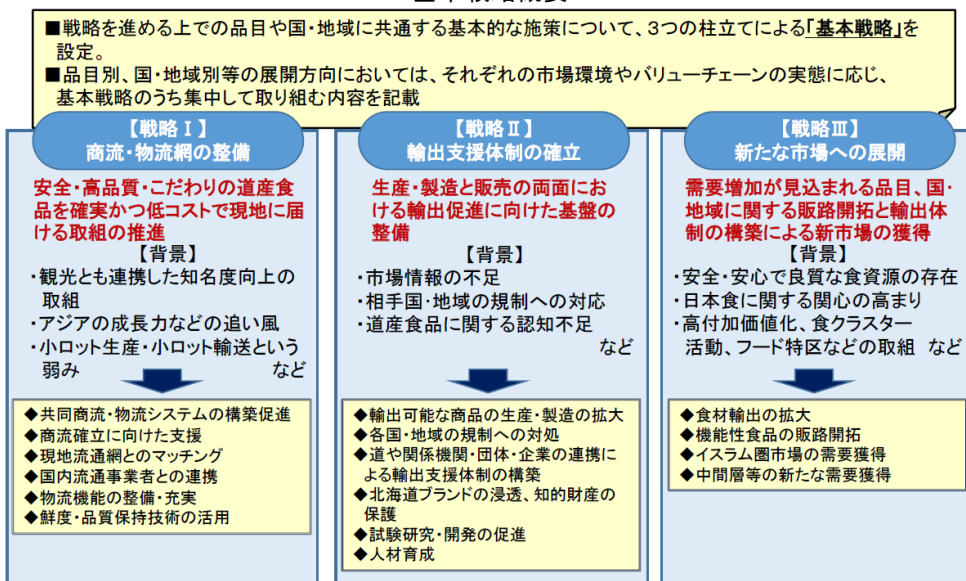 ■戦略を進める上での品目や国・地域に共通する基本的な施策について、3つの柱立てによる「基本戦略」を
設定。
■品目別、国・地域別等の展開方向においては、それぞれの市場環境やバリューチェーンの実態に応じ、
基本戦略のうち集中して取り組む内容を記載
【戦略Ⅰ】
商流・物流網の整備
安全・高品質・こだわりの道産食
品を確実かつ低コストで現地に届
ける取組の推進
【背景】
・観光とも連携した知名度向上の
取組
・アジアの成長力などの追い風
・小ロット生産・小ロット輸送という
弱み など
◆共同商流・物流システムの構築促進
◆商流確立に向けた支援
◆現地流通網とのマッチング
◆国内流通事業者との連携
◆物流機能の整備・充実
◆鮮度・品質保持技術の活用
【戦略Ⅱ】
輸出支援体制の確立
生産・製造と販売の両面にお
ける輸出促進に向けた基盤の
整備
【背景】
・市場情報の不足
・相手国・地域の規制への対応
・道産食品に関する認知不足
など
◆輸出可能な商品の生産・製造の拡大
◆各国・地域の規制への対処
◆道や関係機関・団体・企業の連携に
よる輸出支援体制の構築
◆北海道ブランドの浸透、知的財産の
保護
◆試験研究・開発の促進
◆人材育成
【戦略Ⅲ】
新たな市場への展開
需要増加が見込まれる品目、国・
地域に関する販路開拓と輸出体
制の構築による新市場の獲得
【背景】
・安全・安心で良質な食資源の存在
・日本食に関する関心の高まり
・高付加価値化、食クラスター
活動、フード特区などの取組 など
◆食材輸出の拡大
◆機能性食品の販路開拓
◆イスラム圏市場の需要獲得
◆中間層等の新たな需要獲得